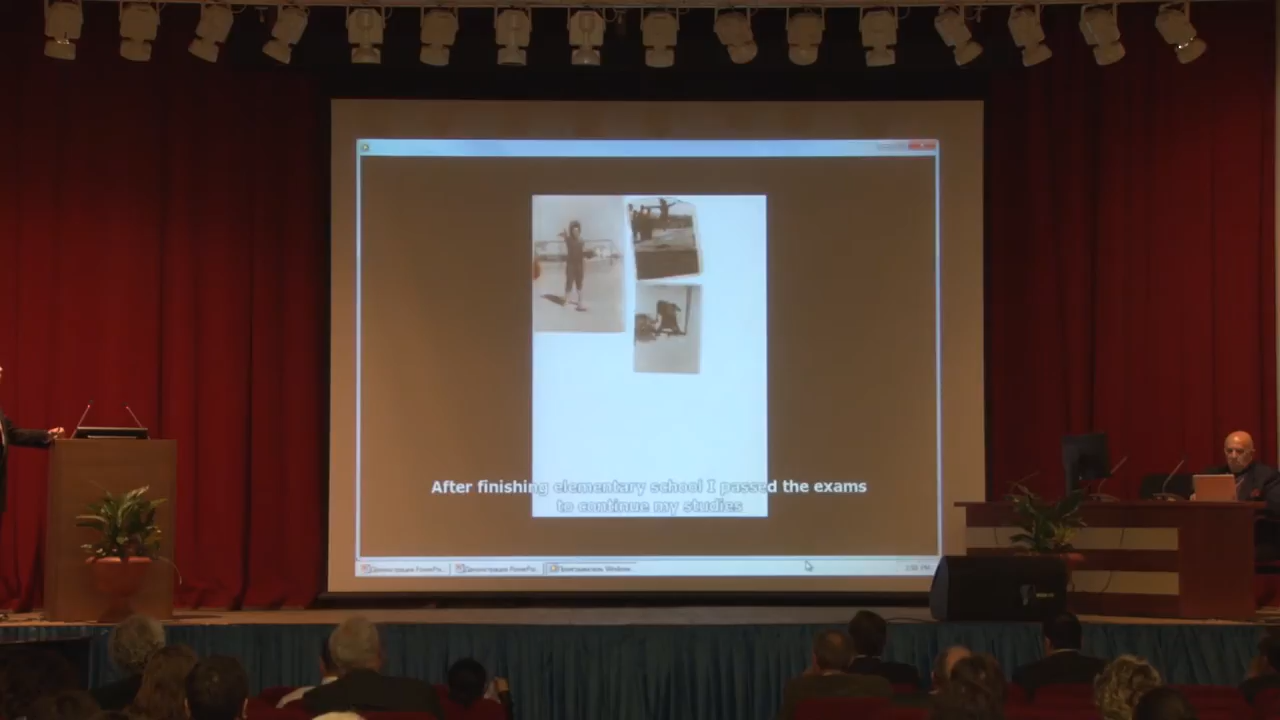 After finishing elementary school I passed the exams
to continue my studies